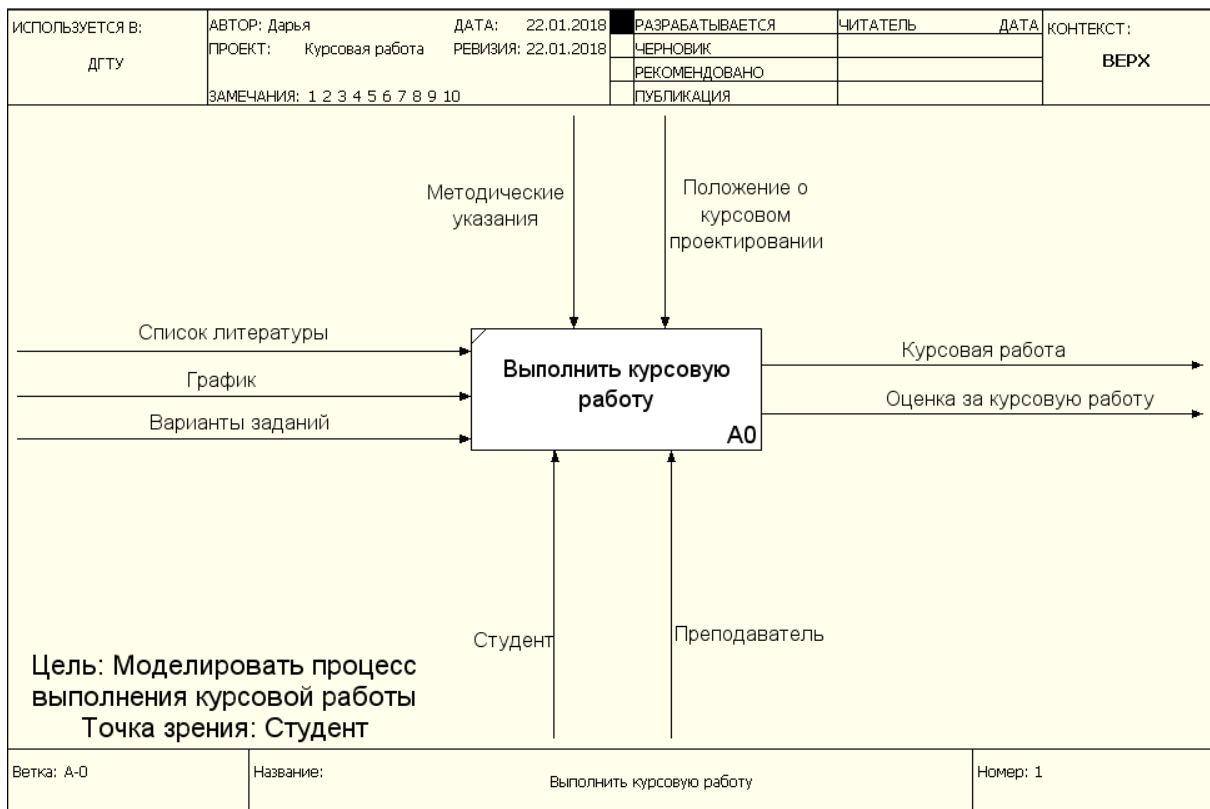 ИСПОЛЬЗУЕТСЯ В:
ДГТУ
АВТОР: Дарья
ДАТА: 22.01.2018
ПРОЕКТ: Курсовая работа
РЕВИЗИЯ: 22.01.2018
ЗАМЕЧАНИЯ: 1 2 3 4 5 6 7 8 9 10
РАЗРАБАТЫВАЕТСЯ
ЧЕРНОВИК
РЕКОМЕНДОВАНО
ПУБЛИКАЦИЯ
ЧИТАТЕЛЬ
ДАТА
КОНТЕКСТ:
ВЕРХ
Методические
указания
Положение о
курсовом
проектировании
Список литературы
График
Варианты заданий
Выполнить курсовую
работу
A0
Курсовая работа
Оценка за курсовую работу
Студент
Преподаватель
Цель: Моделировать процесс
выполнения курсовой работы
Точка зрения: Студент
Ветка: A-0
Название:
Выполнить курсовую работу
Номер: 1